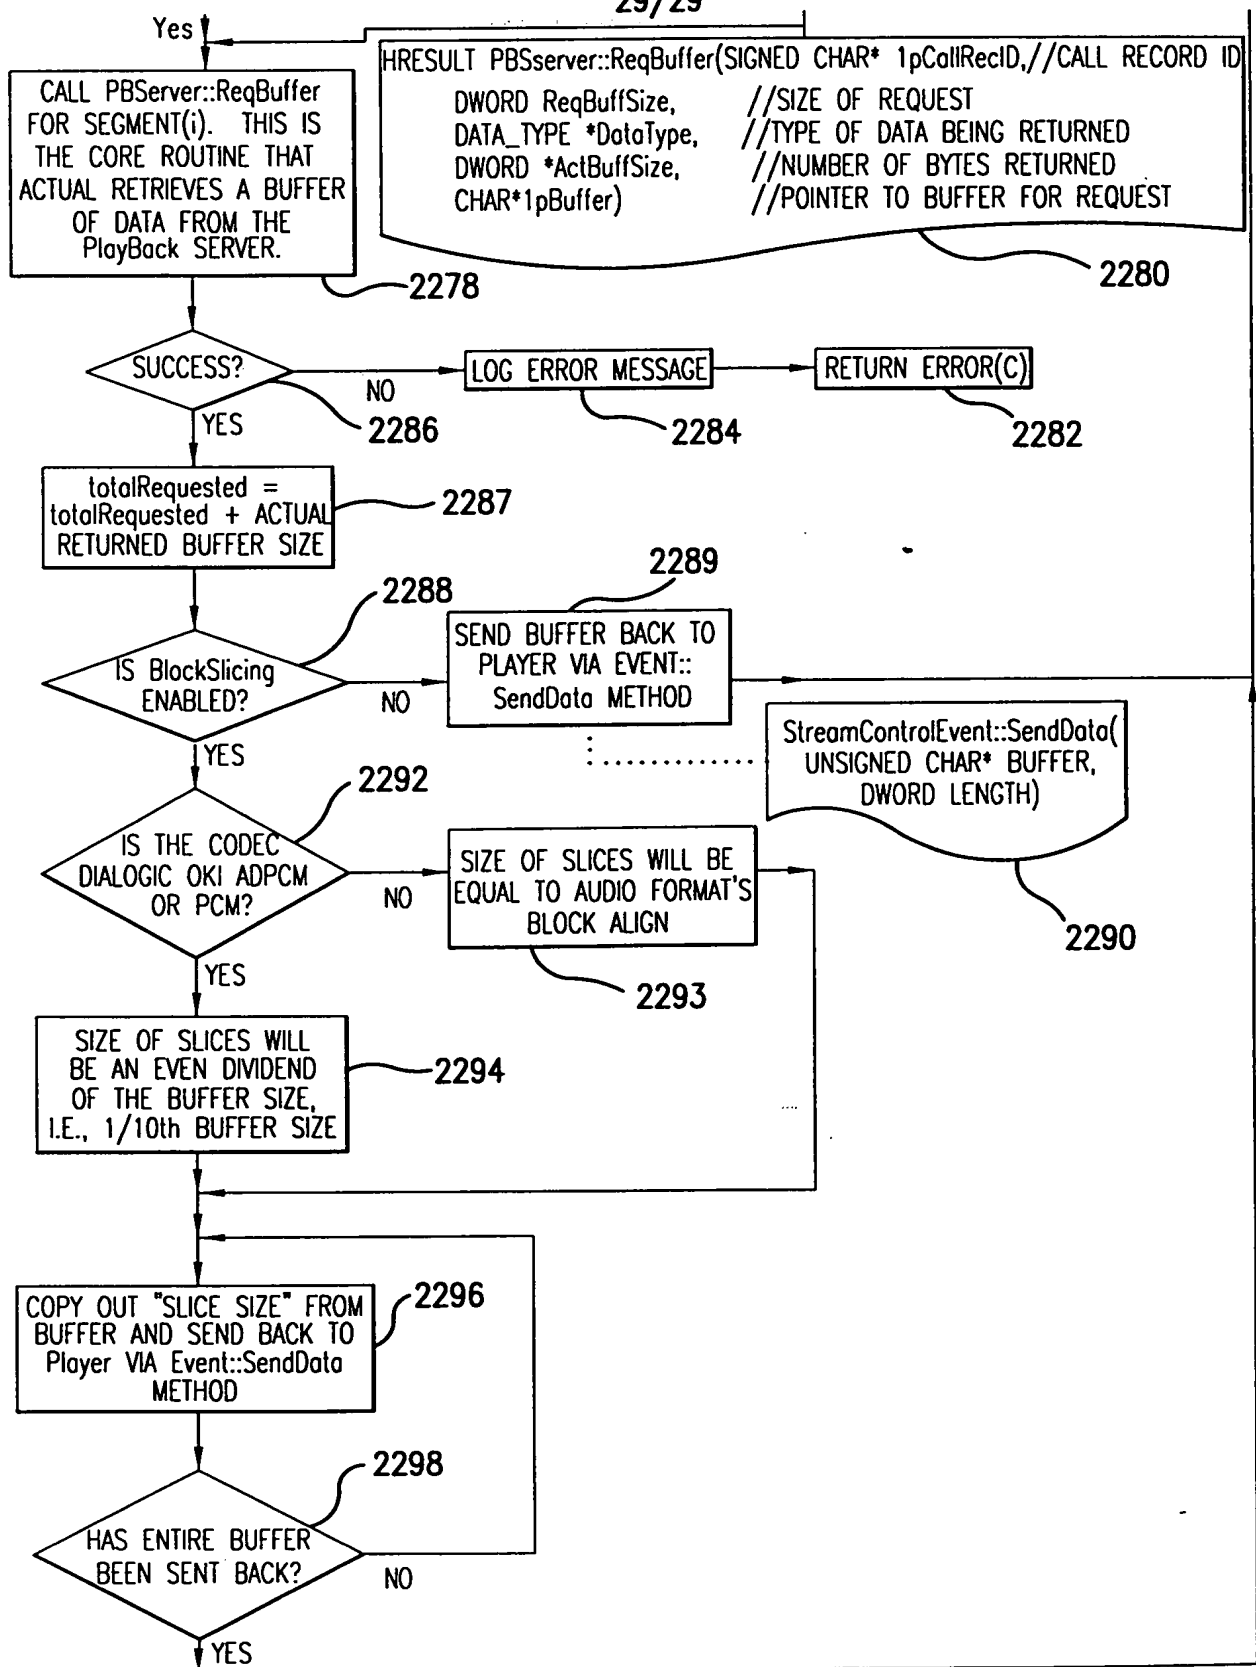 29/29
Yes
CALL PBServer::ReqBuffer
FOR SEGMENT(i). THIS IS
THE CORE ROUTINE THAT
ACTUAL RETRIEVES A BUFFER
OF DATA FROM THE
PlayBack SERVER.
2278
HRESULT PBSserver::ReqBuffer(SIGNED CHAR* 1pCallRecID,//CALL RECORD ID
DWORD ReqBuffSize, //SIZE OF REQUEST
DATA_TYPE *DataType, //TYPE OF DATA BEING RETURNED
DWORD *ActBuffSize, //NUMBER OF BYTES RETURNED
CHAR*1pBuffer) //POINTER TO BUFFER FOR REQUEST
2280
SUCCESS?
NO
YES
2286
LOG ERROR MESSAGE
2284
RETURN ERROR(C)
2282
totalRequested =
totalRequested + ACTUAL
RETURNED BUFFER SIZE
2287
2288
IS BlockSlicing
ENABLED?
NO
YES
2289
SEND BUFFER BACK TO
PLAYER VIA EVENT::
SendData METHOD
StreamControlEvent::SendData(
UNSIGNED CHAR* BUFFER,
DWORD LENGTH)
2290
2292
IS THE CODEC
DIALOGIC OKI ADPCM
OR PCM?
NO
YES
SIZE OF SLICES WILL BE
EQUAL TO AUDIO FORMAT'S
BLOCK ALIGN
2293
SIZE OF SLICES WILL
BE AN EVEN DIVIDEND
OF THE BUFFER SIZE,
I.E., 1/10th BUFFER SIZE
2294
COPY OUT "SLICE SIZE" FROM
BUFFER AND SEND BACK TO
Player VIA Event::SendData
METHOD
2296
2298
HAS ENTIRE BUFFER
BEEN SENT BACK?
NO
YES